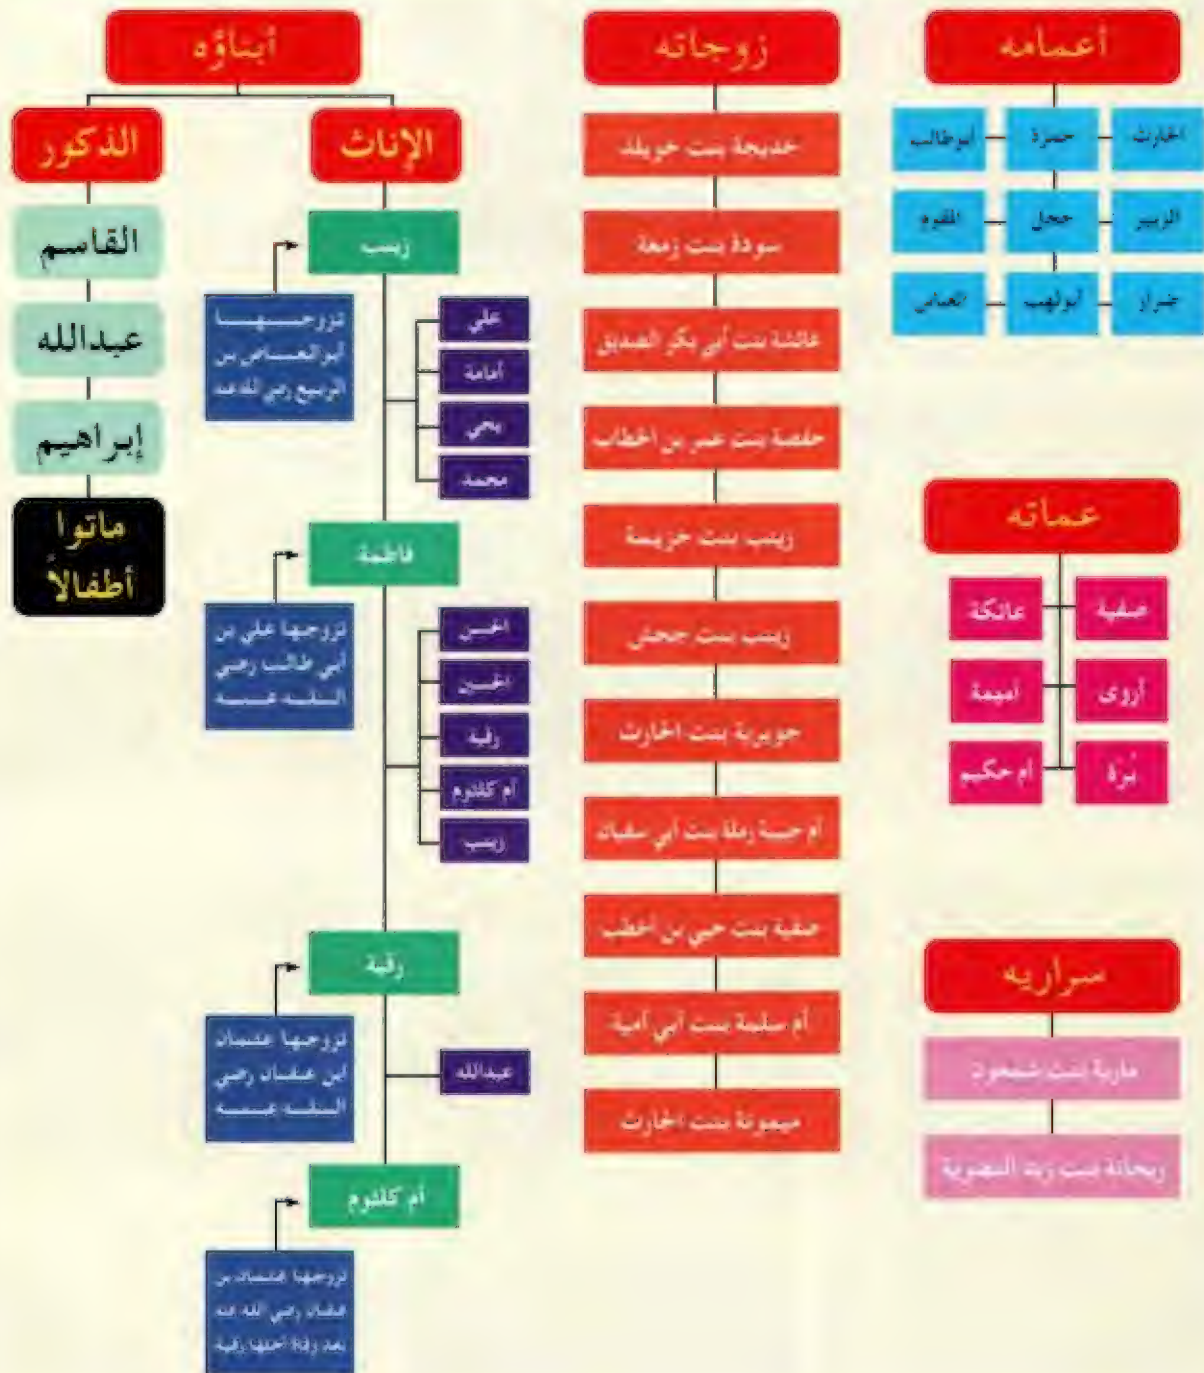 أعمامه
الحارث
حمزة
أبوطالب
الزبير
حجل
المقوم
ضرار
أبولهب
العباس
عماته
صفية
عاتكة
أروى
أميمة
بُرة
أم حكيم
سراريه
مارية بنت شمعون
ريحانة بنت زيد النضرية
زوجاته
خديجة بنت خويلد
سودة بنت زمعة
عائشة بنت أبي بكر الصديق
حفصة بنت عمر بن الخطاب
زينب بنت خزيمة
زينب بنت جحش
جويرية بنت الحارث
أم حبيبة رملة بنت أبي سفيان
صفية بنت حيي بن أخطب
أم سلمة بنت أبي أمية
ميمونة بنت الحارث
أبناؤه
الإناث
زينب
تزوجها
أبو العاص بن
الربيع رضي الله عنه
علي
أمامة
يحي
محمد
فاطمة
تزوجها علي بن
أبي طالب رضي
الله عنه
الحسن
الحسين
رقية
أم كلثوم
زينب
رقية
تزوجها عثمان
ابن عفان رضي
الله عنه
عبدالله
أم كلثوم
تزوجها عثمان بن
عفان رضي الله عنه
بعد وفاة أختها رقية
الذكور
القاسم
عبدالله
إبراهيم
ماتوا
أطفالاً